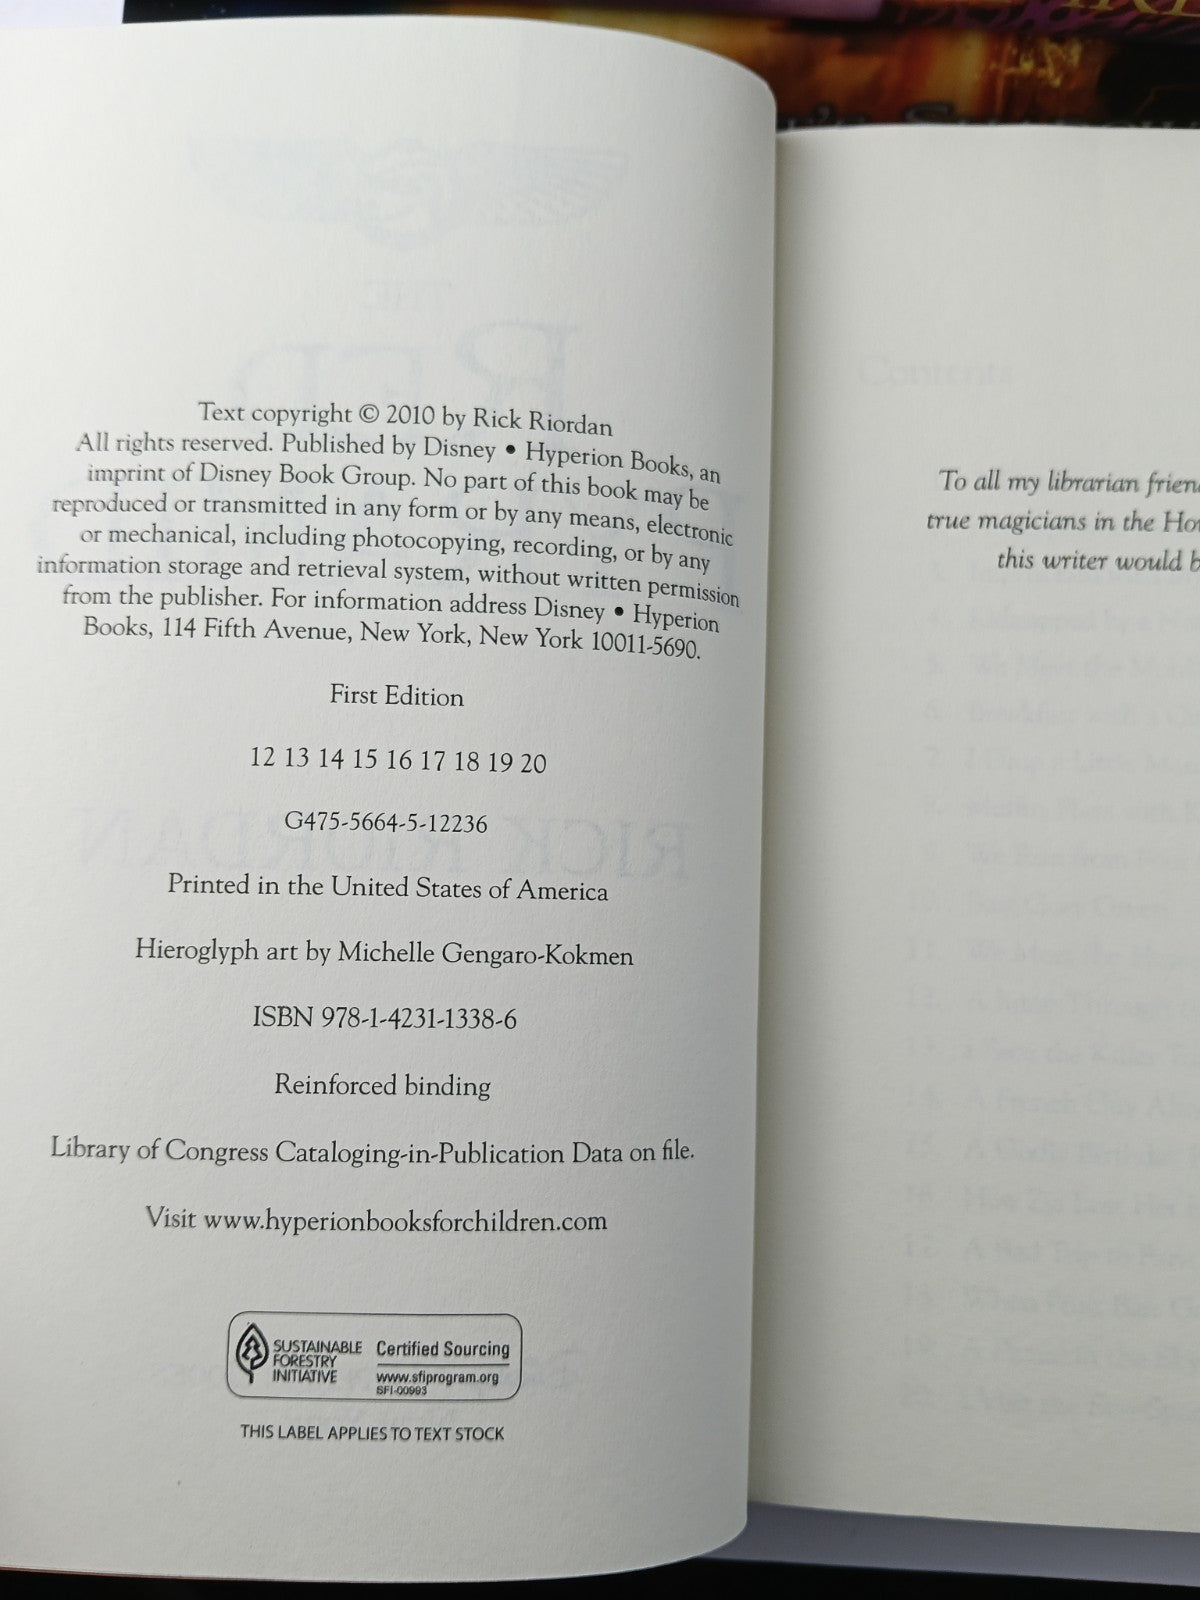 Text copyright © 2010 by Rick Riordan
All rights reserved. Published by Disney • Hyperion Books, an
imprint of Disney Book Group. No part of this book may be
reproduced or transmitted in any form or by any means, electronic
or mechanical, including photocopying, recording, or by any
information storage and retrieval system, without written permission
from the publisher. For information address Disney • Hyperion
Books, 114 Fifth Avenue, New York, New York 10011-5690.
First Edition
12 13 14 15 16 17 18 19 20
G475-5664-5-12236
Printed in the United States of America
Hieroglyph art by Michelle Gengaro-Kokmen
ISBN 978-1-4231-1338-6
Reinforced binding
Library of Congress Cataloging-in-Publication Data on file.
Visit www.hyperionbooksforchildren.com
SUSTAINABLE
FORESTRY
INITIATIVE
Certified Sourcing
www.sfiprogram.org
SFI-00993
THIS LABEL APPLIES TO TEXT STOCK
Contents
To all my librarian
true magicians in the
this writer would